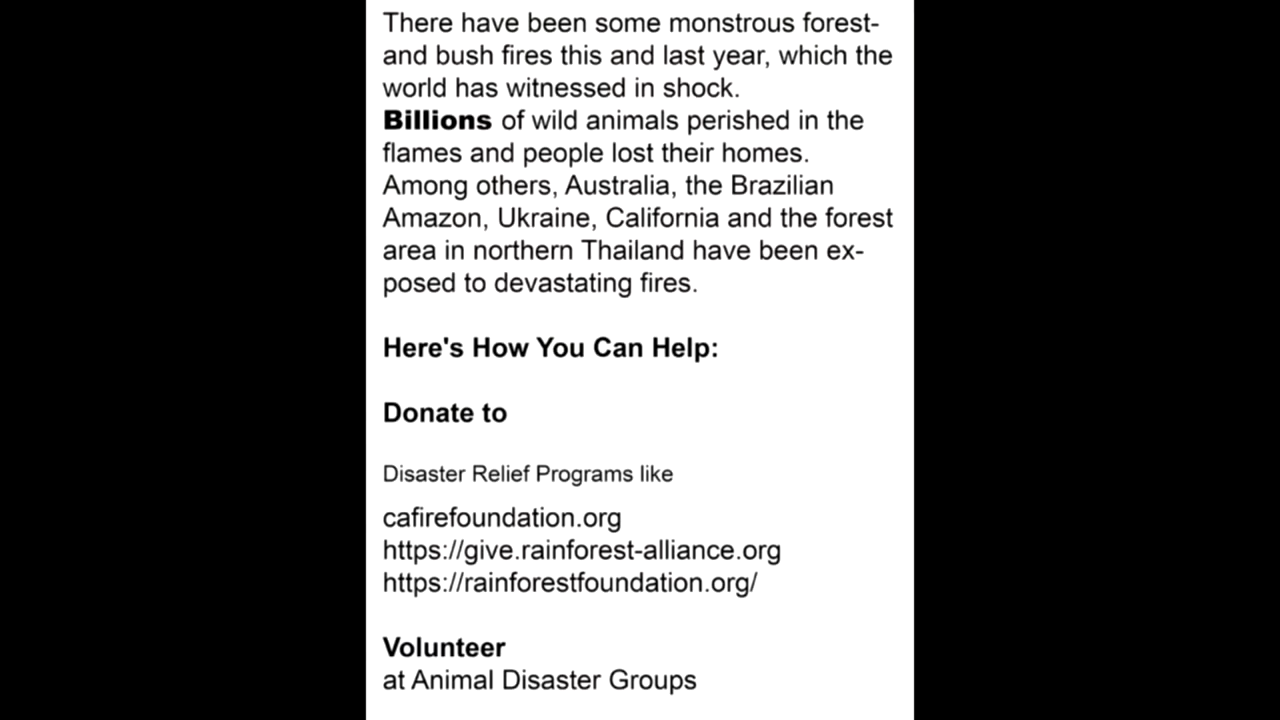 There have been some monstrous forest-
and bush fires this and last year, which the
world has witnessed in shock.
Billions of wild animals perished in the
flames and people lost their homes.
Among others, Australia, the Brazilian
Amazon, Ukraine, California and the forest
area in northern Thailand have been ex-
posed to devastating fires.
Here's How You Can Help:
Donate to
Disaster Relief Programs like
cafirefoundation.org
https://give.rainforest-alliance.org
https://rainforestfoundation.org/
Volunteer
at Animal Disaster Groups